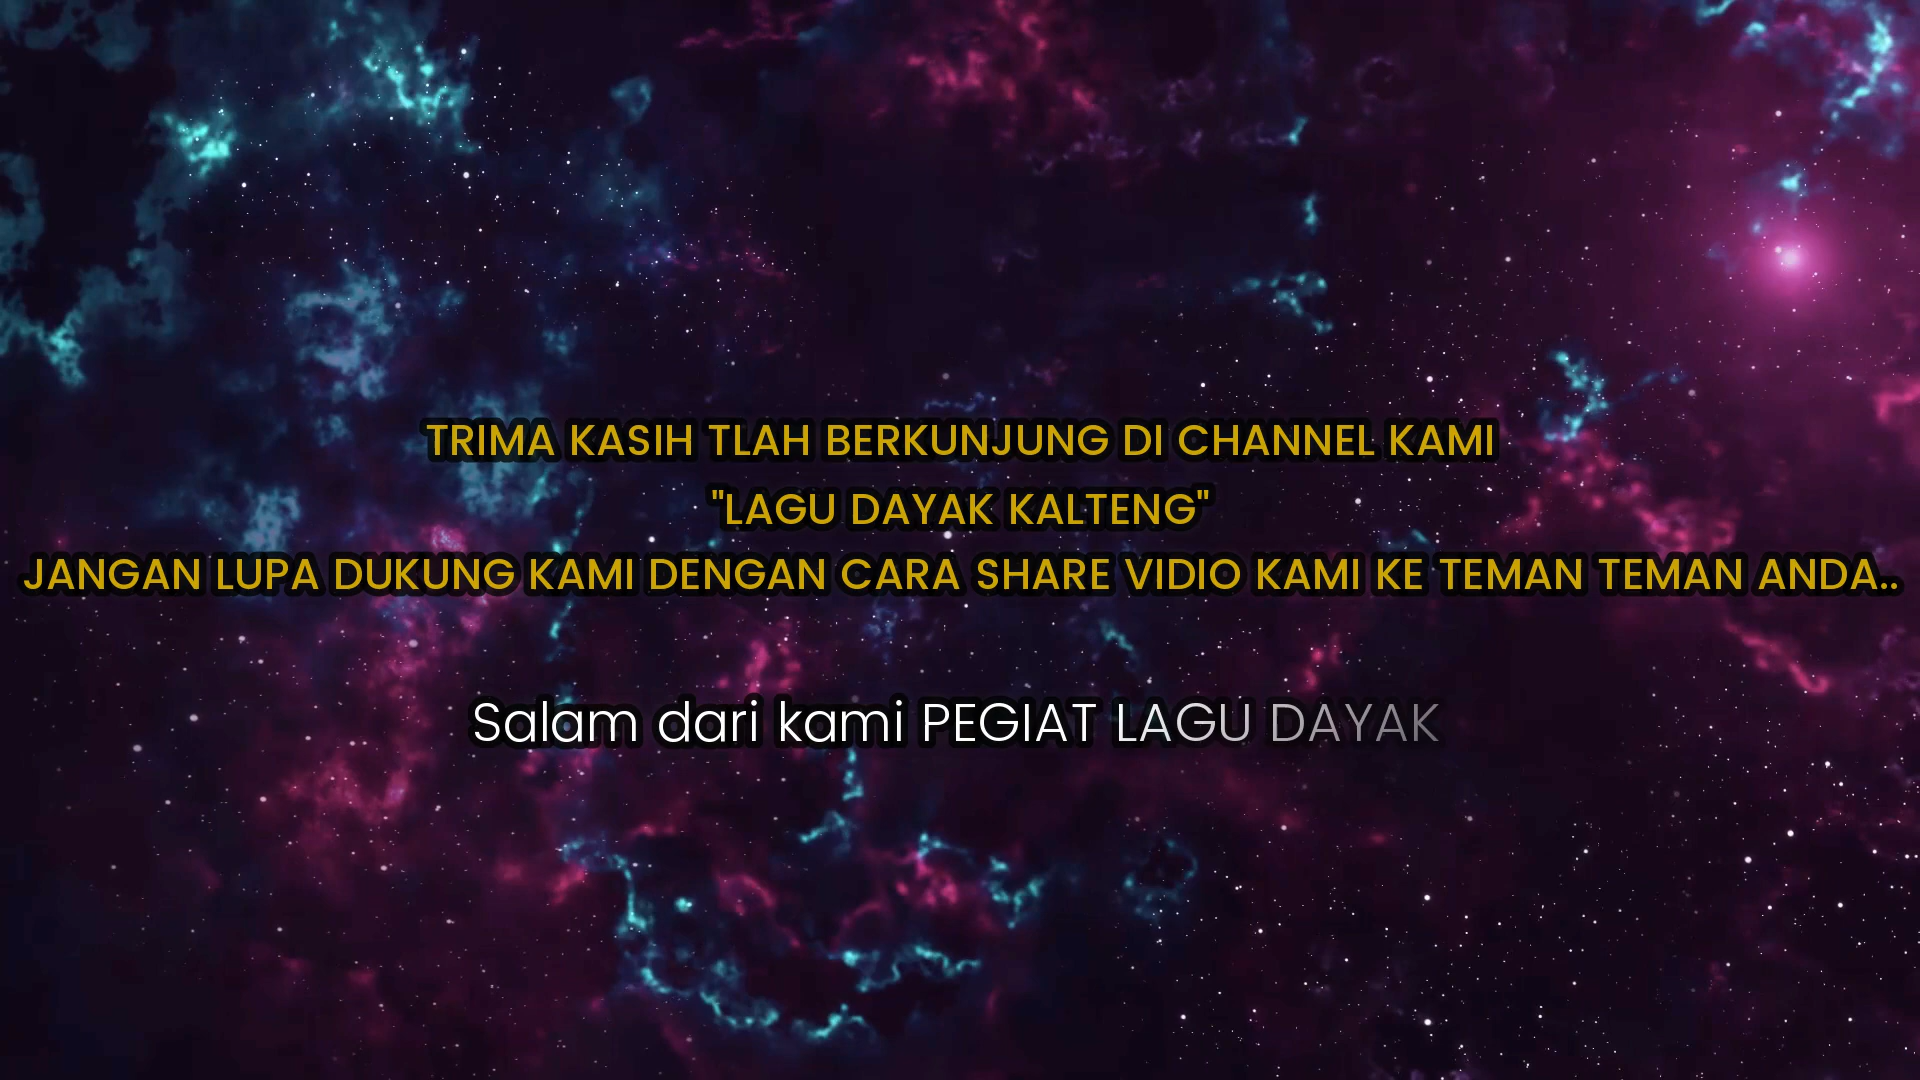 TRIMA KASIH TLAH BERKUNJUNG DI CHANNEL KAMI
"LAGU DAYAK KALTENG"
JANGAN LUPA DUKUNG KAMI DENGAN CARA SHARE VIDIO KAMI KE TEMAN TEMAN ANDA..
Salam dari kami PEGIAT LAGU DAYAK